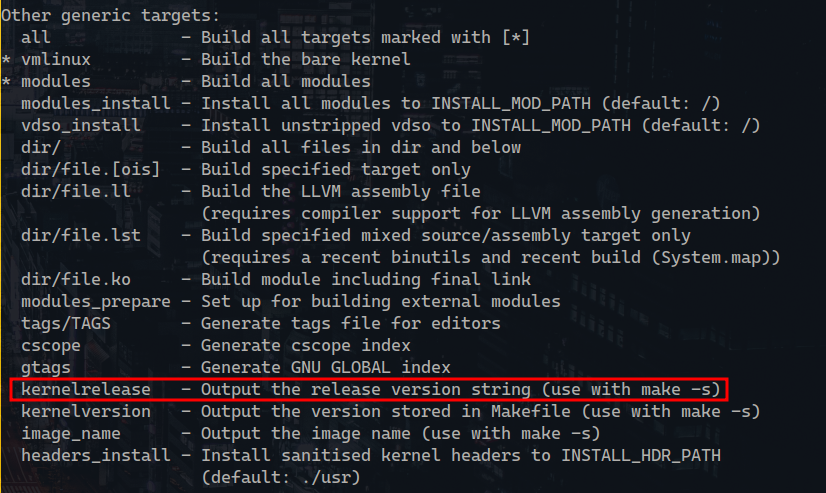 Other generic targets:
  all             - Build all targets marked with [*]
* vmlinux         - Build the bare kernel
* modules         - Build all modules
  modules_install - Install all modules to INSTALL_MOD_PATH (default: /)
  vdso_install    - Install unstripped vdso to INSTALL_MOD_PATH (default: /)
  dir/            - Build all files in dir and below
  dir/file.[ois]  - Build specified target only
  dir/file.ll     - Build the LLVM assembly file
                    (requires compiler support for LLVM assembly generation)
  dir/file.lst    - Build specified mixed source/assembly target only
                    (requires a recent binutils and recent build (System.map))
  dir/file.ko     - Build module including final link
  modules_prepare - Set up for building external modules
  tags/TAGS       - Generate tags file for editors
  cscope          - Generate cscope index
  gtags           - Generate GNU GLOBAL index
  kernelrelease   - Output the release version string (use with make -s)
  kernelversion   - Output the version stored in Makefile (use with make -s)
  image_name      - Output the image name (use with make -s)
  headers_install - Install sanitised kernel headers to INSTALL_HDR_PATH
                    (default: ./usr)